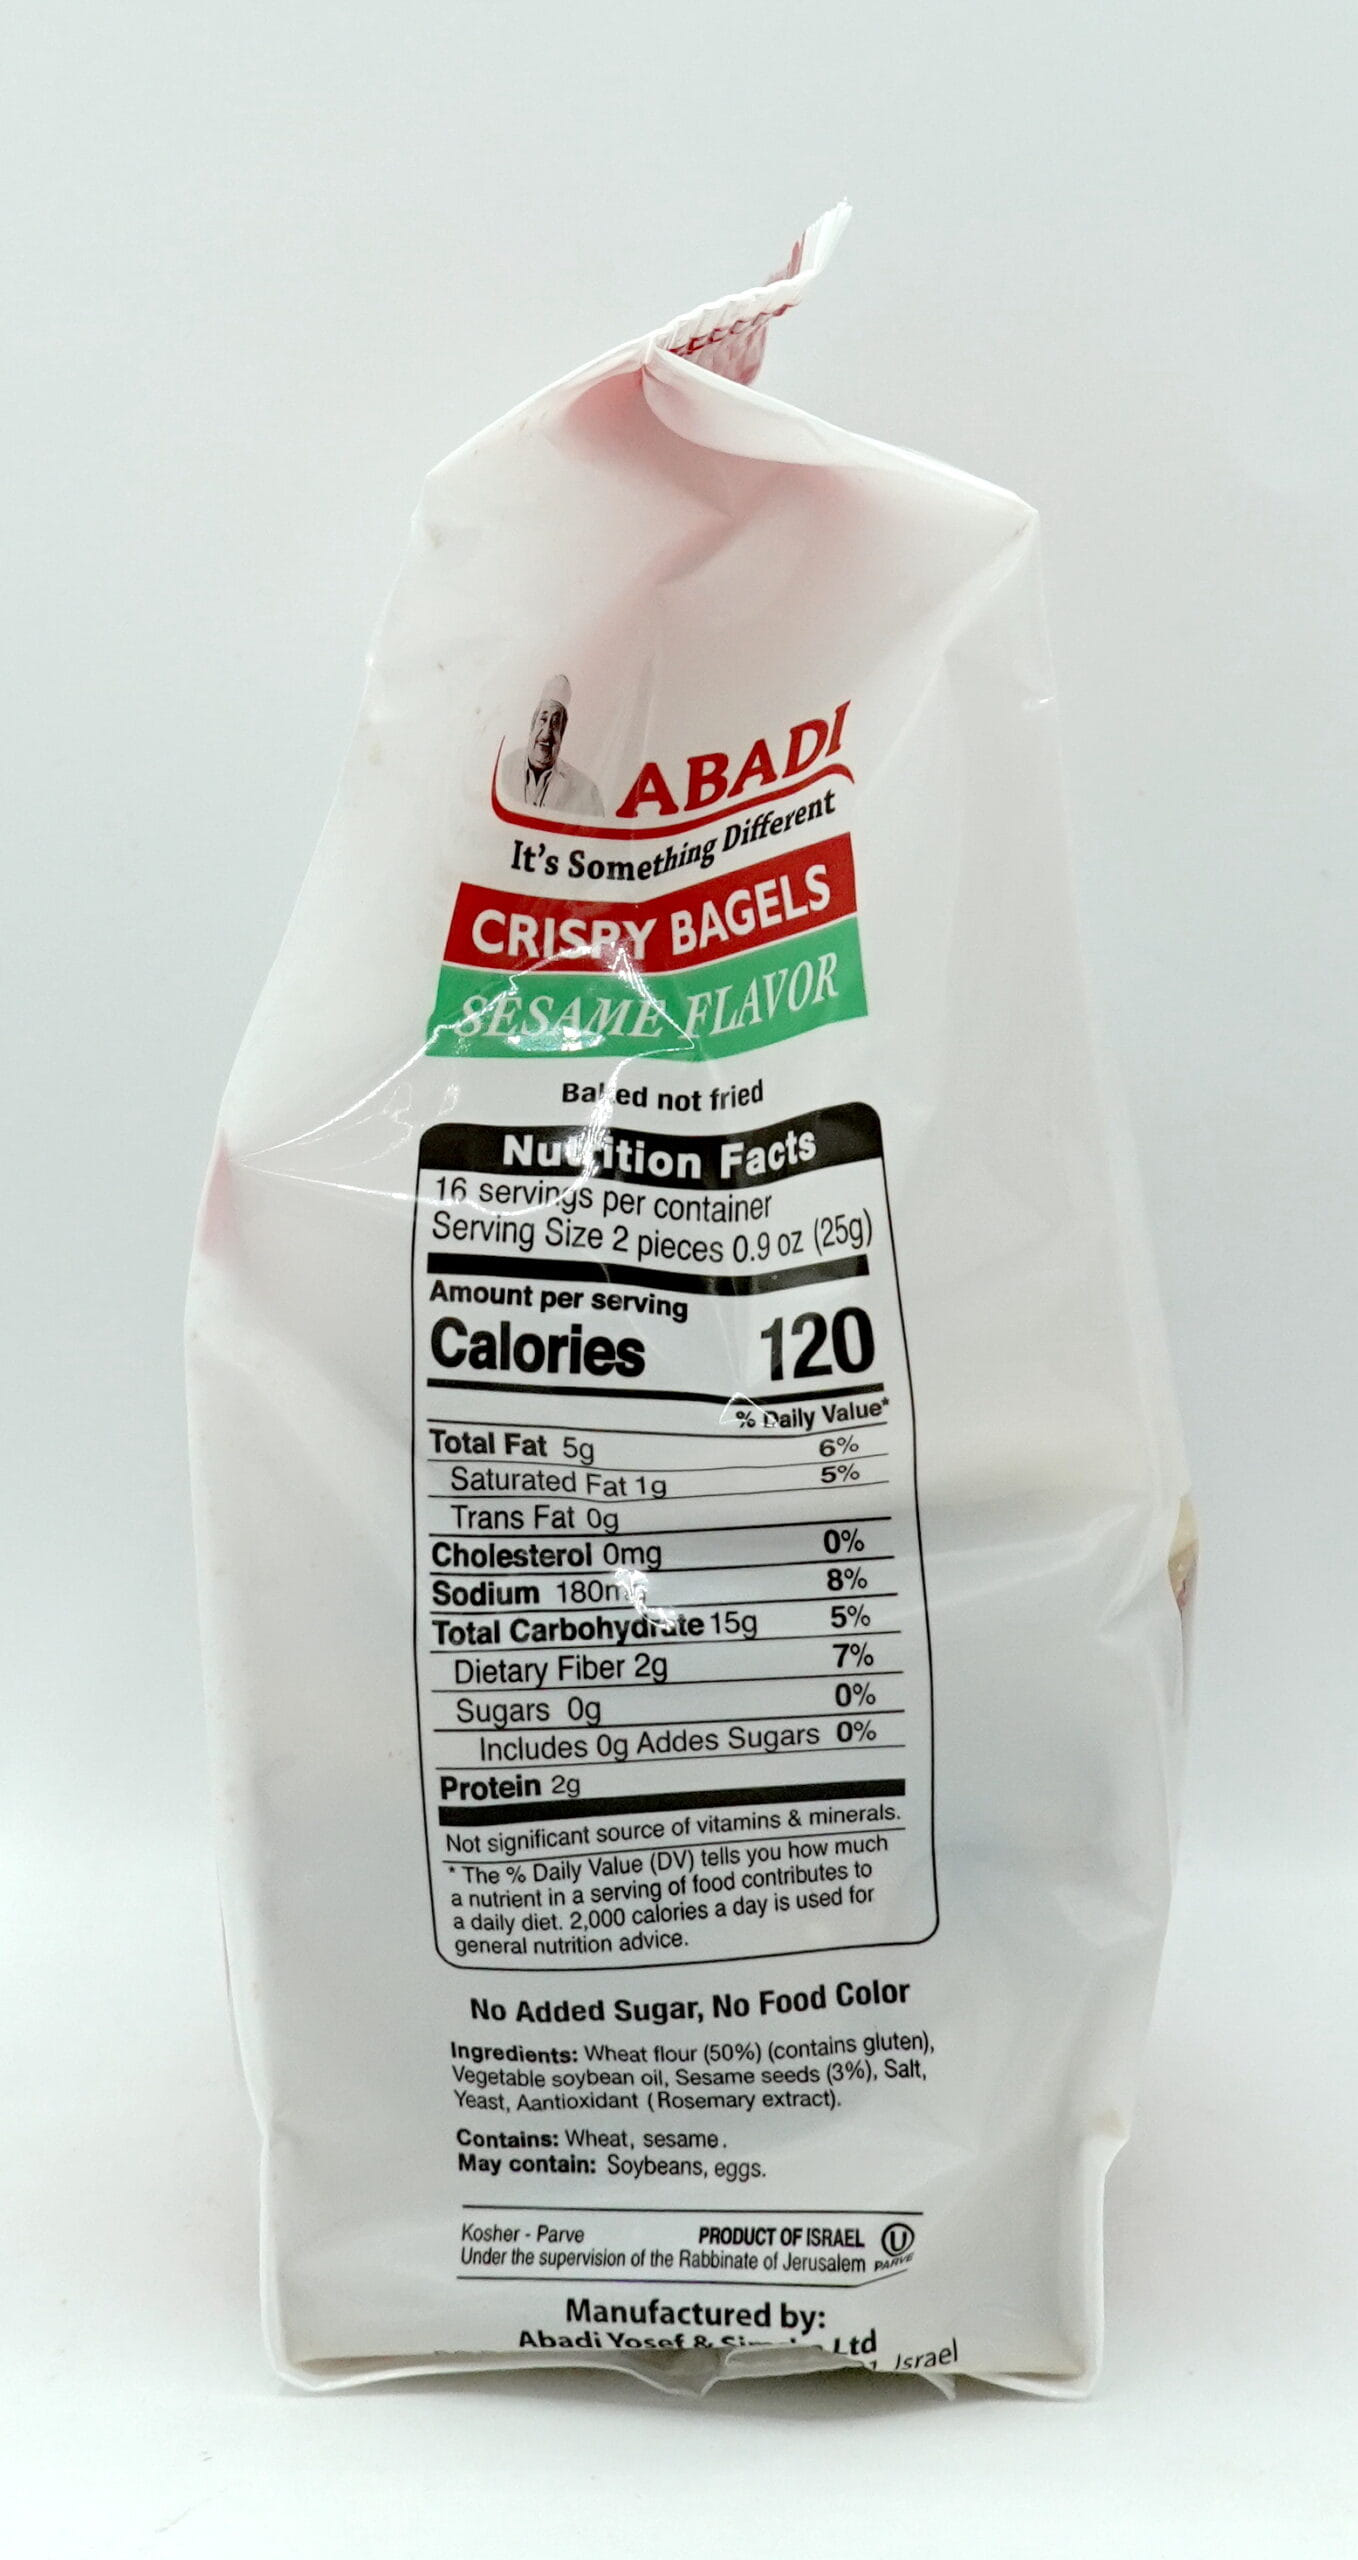 ABADI
It's Something Different
CRISPY BAGELS
SESAME FLAVOR
Baked not fried
Nutrition Facts
16 servings per container
Serving Size 2 pieces 0.9 oz (25g)
Amount per serving
Calories 120
% Daily Value*
Total Fat 5g 6%
Saturated Fat 1g 5%
Trans Fat 0g
Cholesterol 0mg 0%
Sodium 180mg 8%
Total Carbohydrate 15g 5%
Dietary Fiber 2g 7%
Sugars 0g 0%
Includes 0g Addes Sugars 0%
Protein 2g
Not significant source of vitamins & minerals.
* The % Daily Value (DV) tells you how much
a nutrient in a serving of food contributes to
a daily diet. 2,000 calories a day is used for
general nutrition advice.
No Added Sugar, No Food Color
Ingredients: Wheat flour (50%) (contains gluten),
Vegetable soybean oil, Sesame seeds (3%), Salt,
Yeast, Aantioxidant (Rosemary extract).
Contains: Wheat, sesame.
May contain: Soybeans, eggs.
Kosher - Parve PRODUCT OF ISRAEL U
Under the supervision of the Rabbinate of Jerusalem PARVE
Manufactured by:
Abadi Yosef & Ltd
Israel